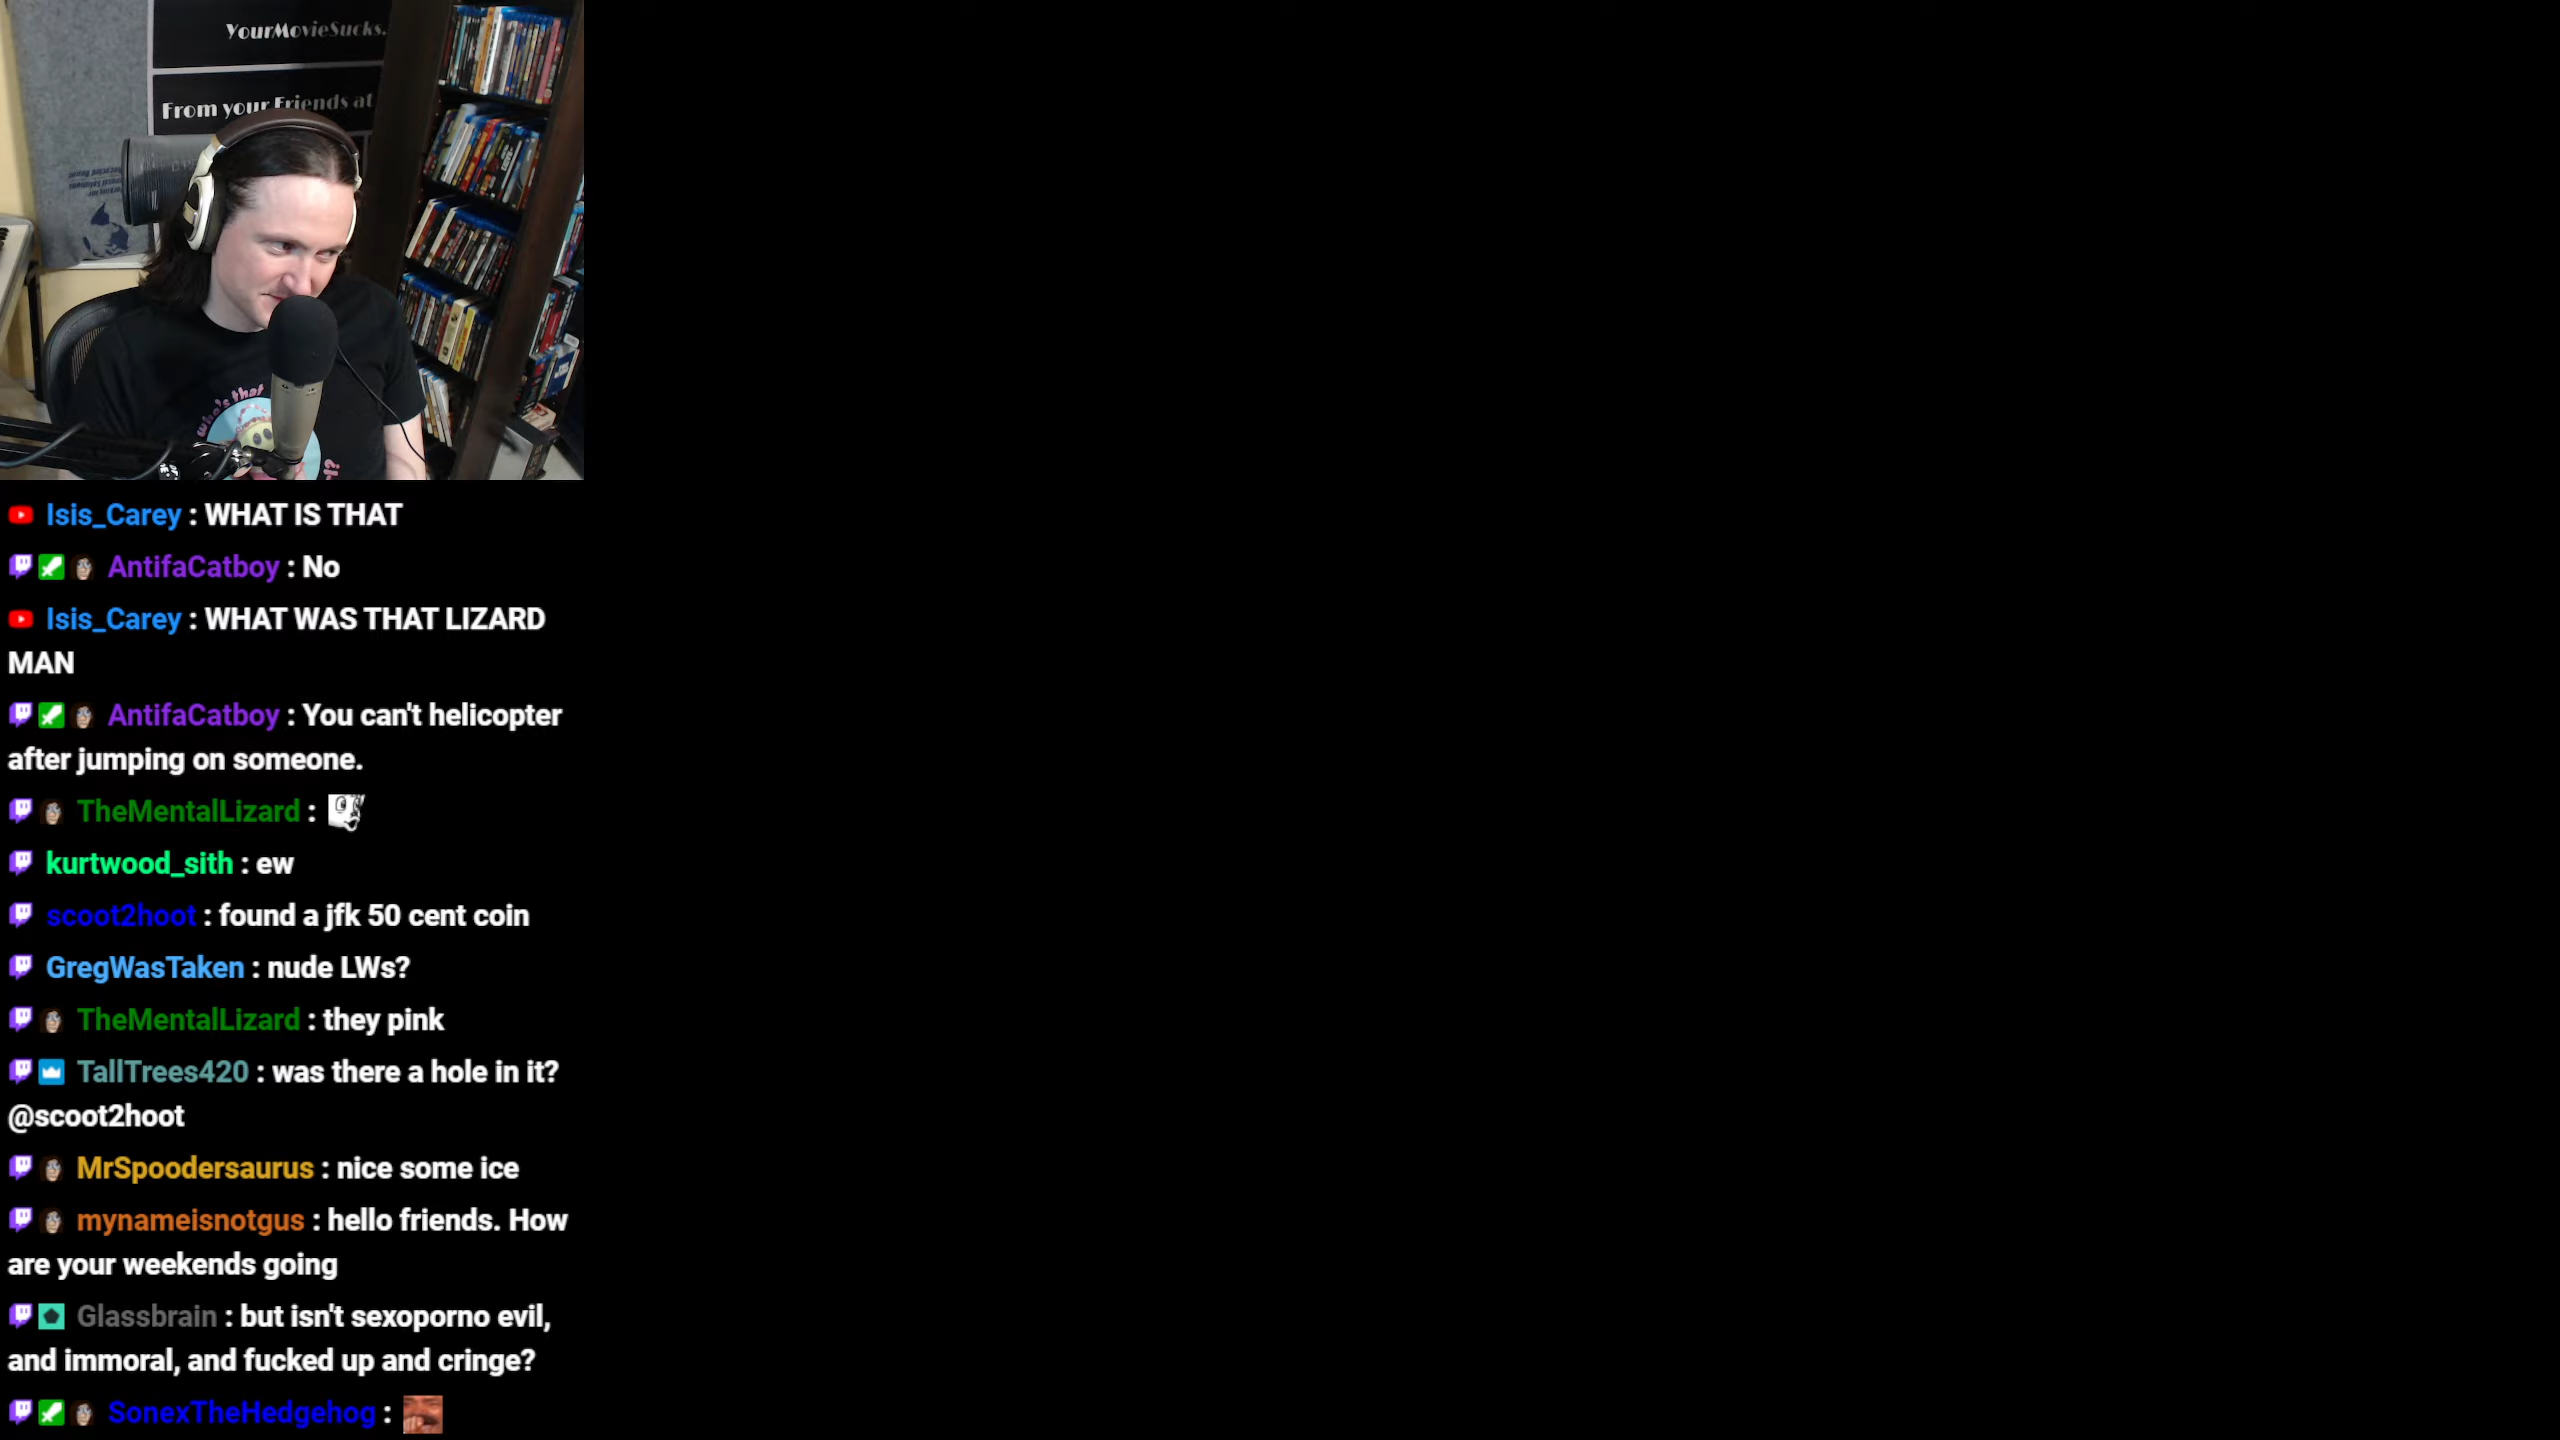 YourMovieSucks.
From your Friends at
who's that
Isis_Carey : WHAT IS THAT
AntifaCatboy : No
Isis_Carey : WHAT WAS THAT LIZARD
MAN
AntifaCatboy : You can't helicopter
after jumping on someone.
TheMentalLizard :
kurtwood_sith : ew
scoot2hoot : found a jfk 50 cent coin
GregWasTaken : nude LWs?
TheMentalLizard : they pink
TallTrees420 : was there a hole in it?
@scoot2hoot
MrSpoodersaurus : nice some ice
mynameisnotgus : hello friends. How
are your weekends going
Glassbrain : but isn't sexoporno evil,
and immoral, and fucked up and cringe?
SonexTheHedgehog :